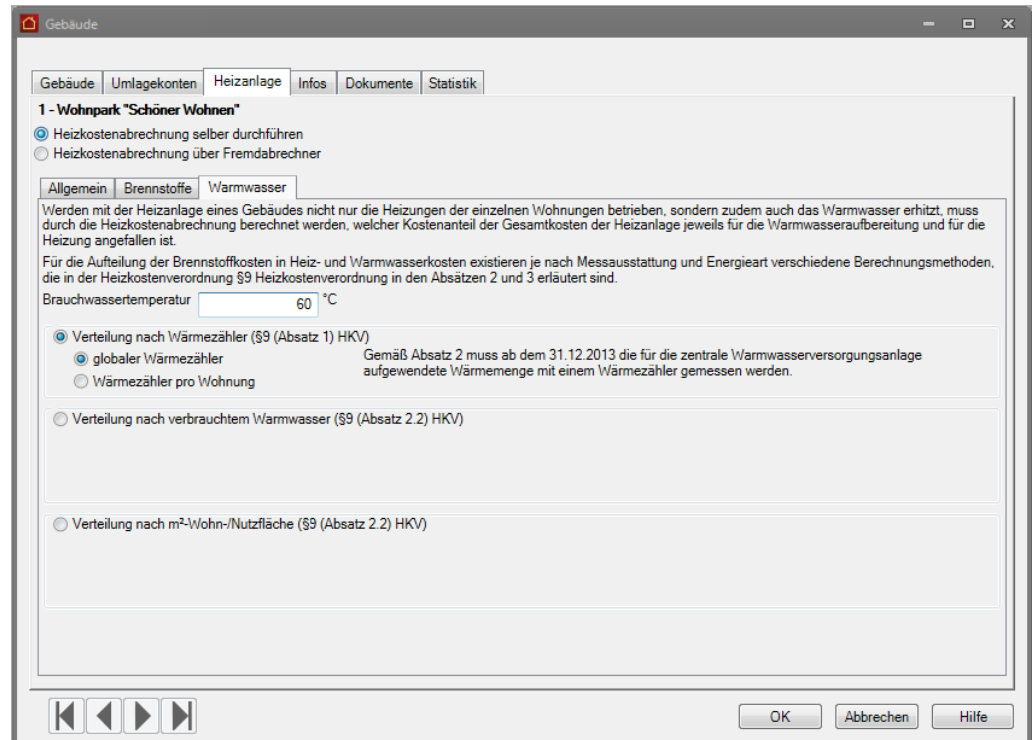 Gebäude
Gebäude Umlagekonten Heizanlage Infos Dokumente Statistik
1 - Wohnpark "Schöner Wohnen"
Heizkostenabrechnung selber durchführen
Heizkostenabrechnung über Fremdabrechner
Allgemein Brennstoffe Warmwasser
Werden mit der Heizanlage eines Gebäudes nicht nur die Heizungen der einzelnen Wohnungen betrieben, sondern zudem auch das Warmwasser erhitzt, muss
durch die Heizkostenabrechnung berechnet werden, welcher Kostenanteil der Gesamtkosten der Heizanlage jeweils für die Warmwasseraufbereitung und für die
Heizung angefallen ist.
Für die Aufteilung der Brennstoffkosten in Heiz- und Warmwasserkosten existieren je nach Messausstattung und Energieart verschiedene Berechnungsmethoden,
die in der Heizkostenverordnung §9 Heizkostenverordnung in den Absätzen 2 und 3 erläutert sind.
Brauchwassertemperatur 60 °C
Verteilung nach Wärmezähler (§9 (Absatz 1) HKV)
globaler Wärmezähler
Wärmezähler pro Wohnung
Gemäß Absatz 2 muss ab dem 31.12.2013 die für die zentrale Warmwasserversorgungsanlage
aufgewendete Wärmemenge mit einem Wärmezähler gemessen werden.
Verteilung nach verbrauchtem Warmwasser (§9 (Absatz 2.2) HKV)
Verteilung nach m²-Wohn-/Nutzfläche (§9 (Absatz 2.2) HKV)
OK Abbrechen Hilfe